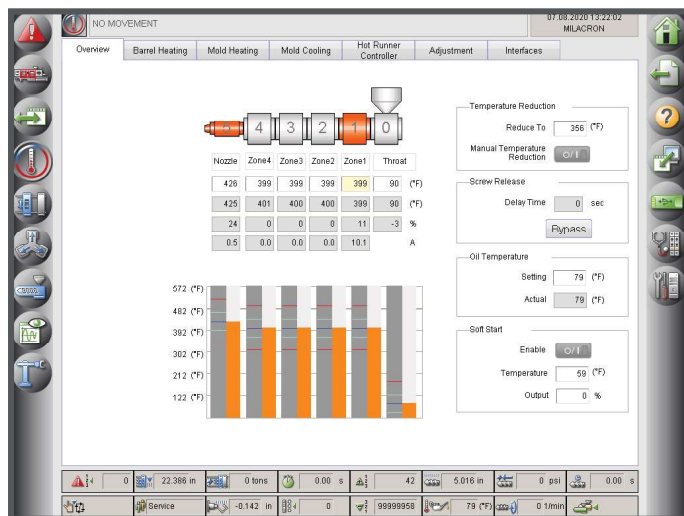 NO MOVEMENT
07.08.2020 13:22:02
MILACRON
Overview Barrel Heating Mold Heating Mold Cooling Hot Runner Controller Adjustment Interfaces
5 4 3 2 1 0
Nozzle Zone4 Zone3 Zone2 Zone1 Throat
426 399 399 399 399 90 (°F)
425 401 400 400 399 90 (°F)
24 0 0 0 11 -3 %
0.5 0.0 0.0 0.0 10.1 A
572 (°F)
482 (°F)
392 (°F)
302 (°F)
212 (°F)
122 (°F)
Temperature Reduction
Reduce To 356 (°F)
Manual Temperature Reduction O/I
Screw Release
Delay Time 0 sec
Bypass
Oil Temperature
Setting 79 (°F)
Actual 79 (°F)
Soft Start
Enable O/I
Temperature 59 (°F)
Output 0 %
0 22.386 in 0 tons 0.00 s 42 5.016 in 0 psi 0.00 s
Service -0.142 in 0 99999958 79 (°F) 0 1/min